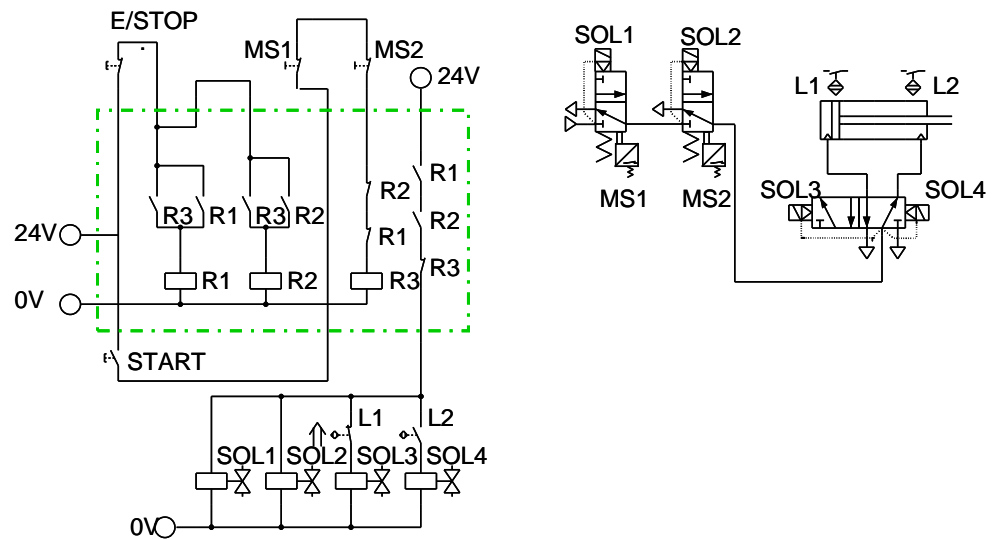 E/STOP
MS1
MS2
24V
R1
R2
R3
R1
R3
R2
R2
R1
R3
24V
R1
R2
R3
0V
START
L1
L2
SOL1
SOL2
SOL3
SOL4
0V
SOL1
SOL2
L1
L2
MS1
MS2
SOL3
SOL4